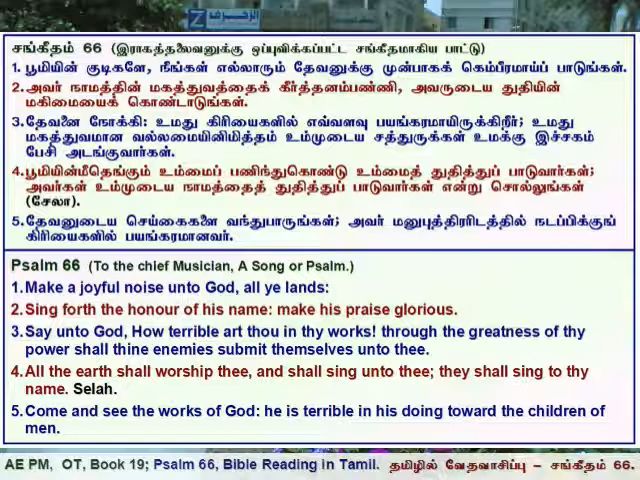 الزخرف
சங்கீதம் 66 (இராகத்தலைவனுக்கு ஒப்புவிக்கப்பட்ட சங்கீதமாகிய பாட்டு)
1. பூமியின் குடிகளே, நீங்கள் எல்லாரும் தேவனுக்கு முன்பாகக் கெம்பீரமாய்ப் பாடுங்கள்.
2. அவர் நாமத்தின் மகத்துவத்தைக் கீர்த்தனம்பண்ணி, அவருடைய துதியின்
மகிமையைக் கொண்டாடுங்கள்.
3. தேவனை நோக்கி: உமது கிரியைகளில் எவ்வளவு பயங்கரமாயிருக்கிறீர்; உமது
மகத்துவமான வல்லமையினிமித்தம் உம்முடைய சத்துருக்கள் உமக்கு இச்சகம்
பேசி அடங்குவார்கள்.
4. பூமியின்மீதெங்கும் உம்மைப் பணிந்துகொண்டு உம்மைத் துதித்துப் பாடுவார்கள்;
அவர்கள் உம்முடைய நாமத்தைத் துதித்துப் பாடுவார்கள் என்று சொல்லுங்கள்
(சேலா).
5. தேவனுடைய செய்கைகளை வந்துபாருங்கள்; அவர் மனுபுத்திரரிடத்தில் நடப்பிக்குங்
கிரியைகளில் பயங்கரமானவர்.
Psalm 66 (To the chief Musician, A Song or Psalm.)
1. Make a joyful noise unto God, all ye lands:
2. Sing forth the honour of his name: make his praise glorious.
3. Say unto God, How terrible art thou in thy works! through the greatness of thy
power shall thine enemies submit themselves unto thee.
4. All the earth shall worship thee, and shall sing unto thee; they shall sing to thy
name. Selah.
5. Come and see the works of God: he is terrible in his doing toward the children of
men.
AE PM, OT, Book 19; Psalm 66, Bible Reading in Tamil. தமிழில் வேதவாசிப்பு – சங்கீதம் 66.